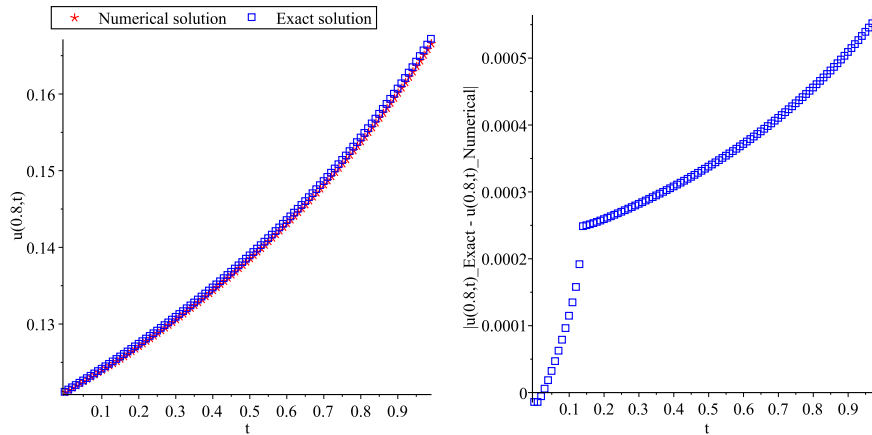 Numerical solution Exact solution
u(0.8,t)
0.16
0.15
0.14
0.13
0.1 0.2 0.3 0.4 0.5 0.6 0.7 0.8 0.9
t
|u(0.8,t)_Exact - u(0.8,t)_Numerical|
0.0005
0.0004
0.0003
0.0002
0.0001
0
0.1 0.2 0.3 0.4 0.5 0.6 0.7 0.8 0.9
t